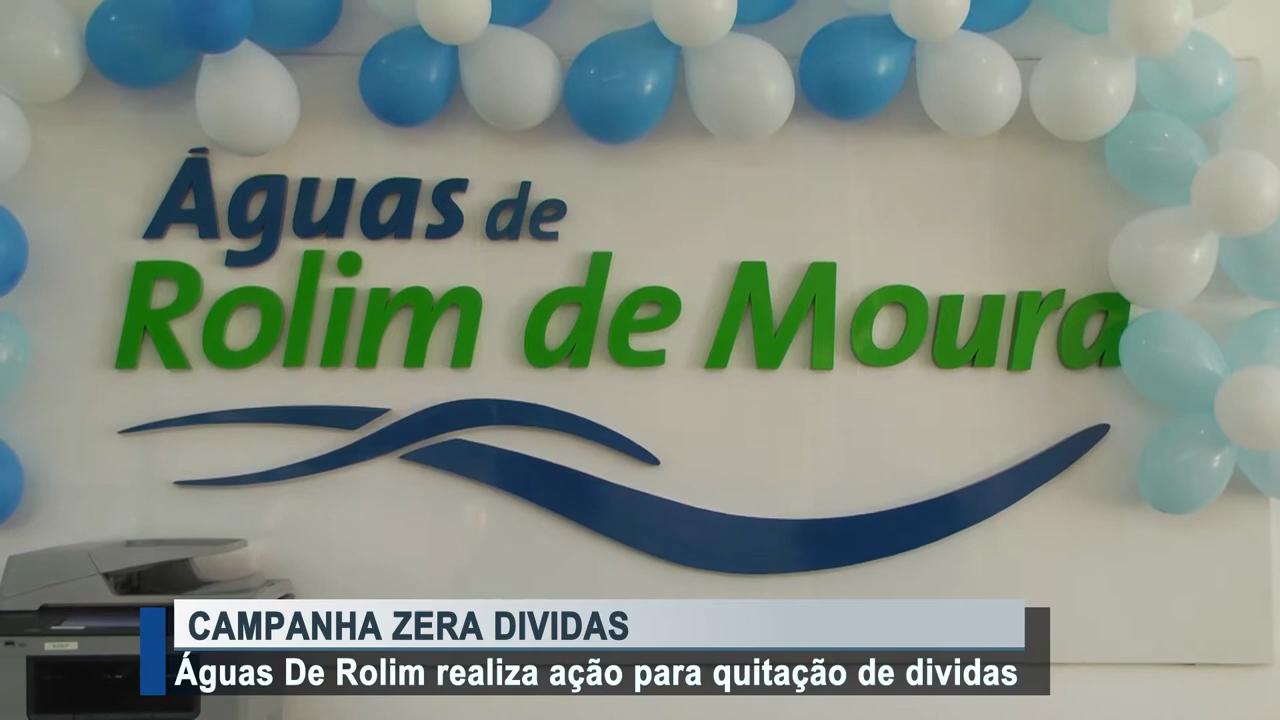 Águas de
Rolim de Moura
CAMPANHA ZERA DIVIDAS
Águas De Rolim realiza ação para quitação de dividas